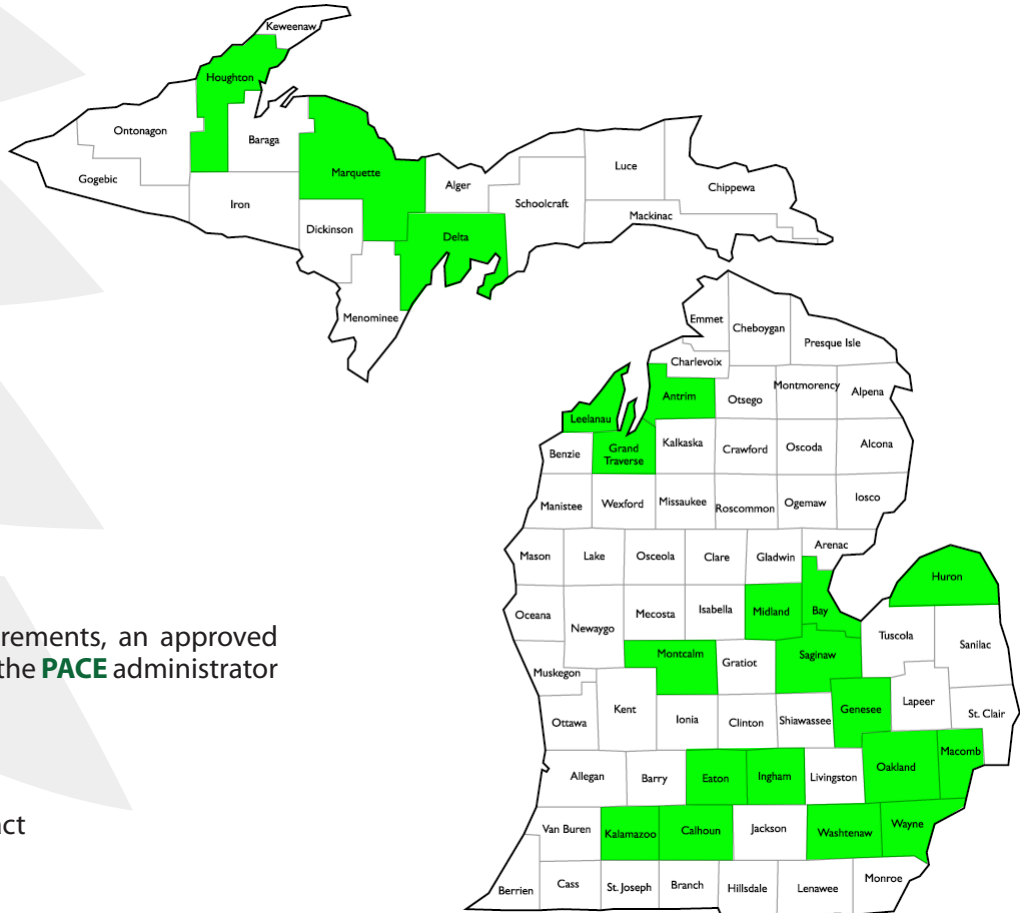 Keweenaw
Houghton
Ontonagon
Baraga
Gogebic
Marquette
Iron
Alger
Luce
Chippewa
Schoolcraft
Dickinson
Mackinac
Delta
Menominee
Emmet
Cheboygan
Presque Isle
Charlevoix
Antrim
Otsego
Montmorency
Alpena
Leelanau
Grand
Traverse
Kalkaska
Crawford
Oscoda
Alcona
Benzie
Manistee
Wexford
Missaukee
Roscommon
Ogemaw
Iosco
Mason
Lake
Osceola
Clare
Gladwin
Arenac
Huron
Oceana
Newaygo
Mecosta
Isabella
Midland
Bay
Tuscola
Sanilac
Muskegon
Montcalm
Gratiot
Saginaw
Ottawa
Kent
Ionia
Clinton
Shiawassee
Genesee
Lapeer
St. Clair
Allegan
Barry
Eaton
Ingham
Livingston
Oakland
Macomb
Van Buren
Kalamazoo
Calhoun
Jackson
Washtenaw
Wayne
Berrien
Cass
St. Joseph
Branch
Hillsdale
Lenawee
Monroe
rements, an approved
the PACE administrator
act